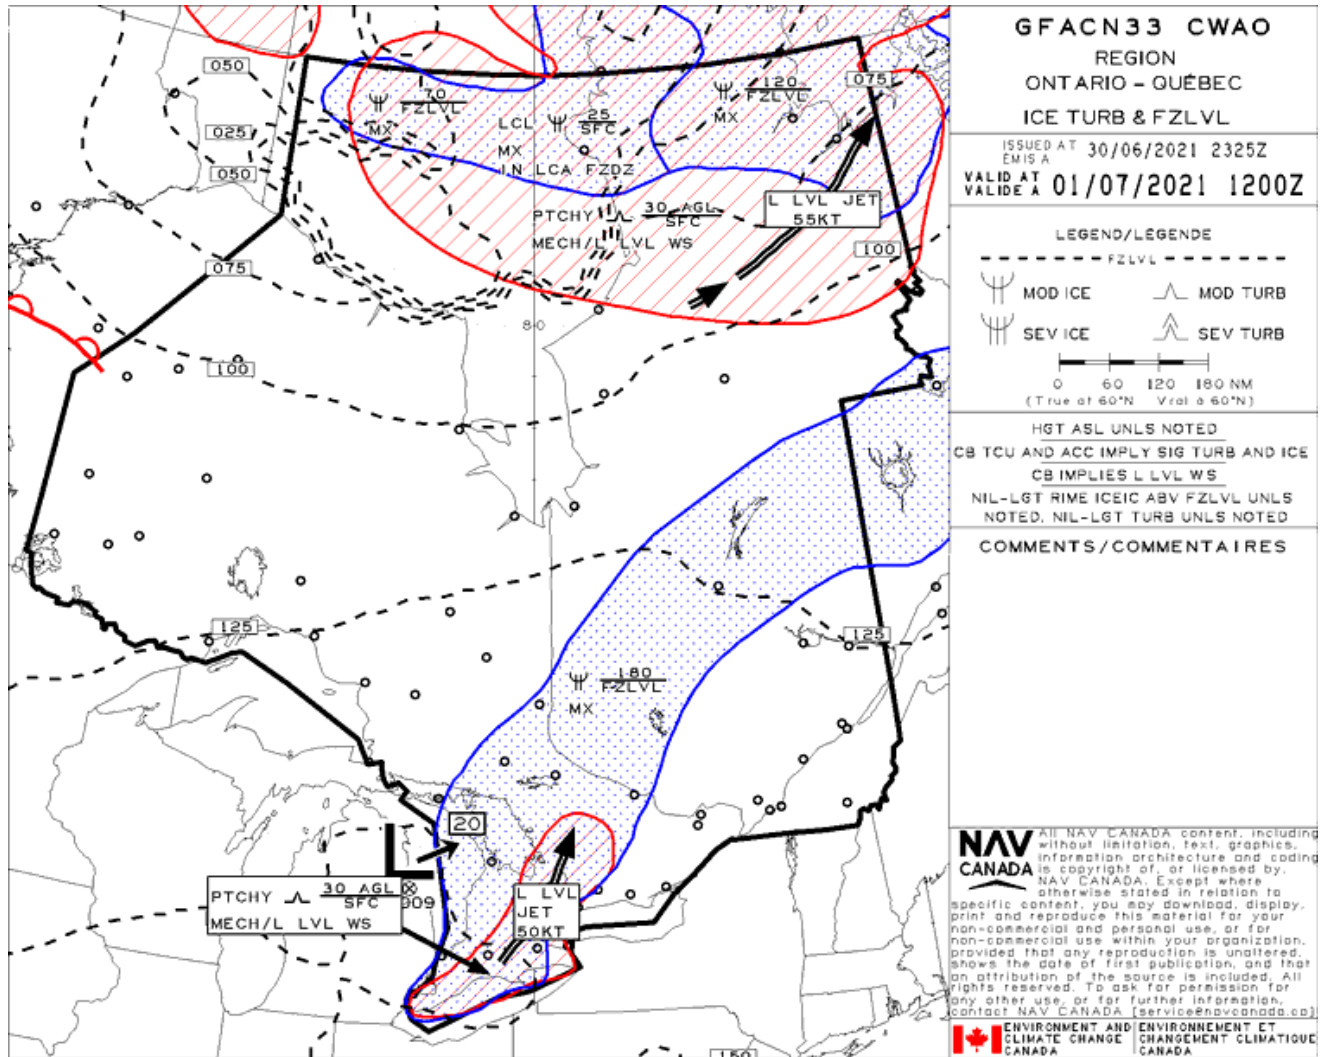 GFACN33 CWAO
REGION
ONTARIO – QUÉBEC
ICE TURB & FZLVL
ISSUED AT
ÉMIS A
30/06/2021 2325Z
VALID AT
VALIDE A
01/07/2021 1200Z
LEGEND/LÉGENDE
FZLVL
MOD ICE
MOD TURB
SEV ICE
SEV TURB
0 60 120 180 NM
(True at 60°N Vrai à 60°N)
HGT ASL UNLS NOTED
CB TCU AND ACC IMPLY SIG TURB AND ICE
CB IMPLIES L LVL WS
NIL-LGT RIME ICEIC ABV FZLVL UNLS
NOTED. NIL-LGT TURB UNLS NOTED
COMMENTS/COMMENTAIRES
050
70
FZLVL
MX
025
050
LCL
25
SFC
MX
IN LCA FZDZ
120
FZLVL
MX
075
PTCHY
30 AGL
SFC
MECH/L LVL WS
L LVL JET
55KT
100
075
80
100
125
125
180
FZLVL
MX
20
L
PTCHY
30 AGL
SFC
MECH/L LVL WS
909
L LVL
JET
50KT
150
NAV
CANADA
All NAV CANADA content, including
without limitation, text, graphics,
information architecture and coding
is copyright of, or licensed by,
NAV CANADA. Except where
otherwise stated in relation to
specific content, you may download, display,
print and reproduce this material for your
non-commercial and personal use, or for
non-commercial use within your organization,
provided that any reproduction is unaltered,
shows the date of first publication, and that
an attribution of the source is included. All
rights reserved. To ask for permission for
any other use, or for further information,
contact NAV CANADA [service@navcanada.ca]
ENVIRONMENT AND
CLIMATE CHANGE
CANADA
ENVIRONNEMENT ET
CHANGEMENT CLIMATIQUE
CANADA